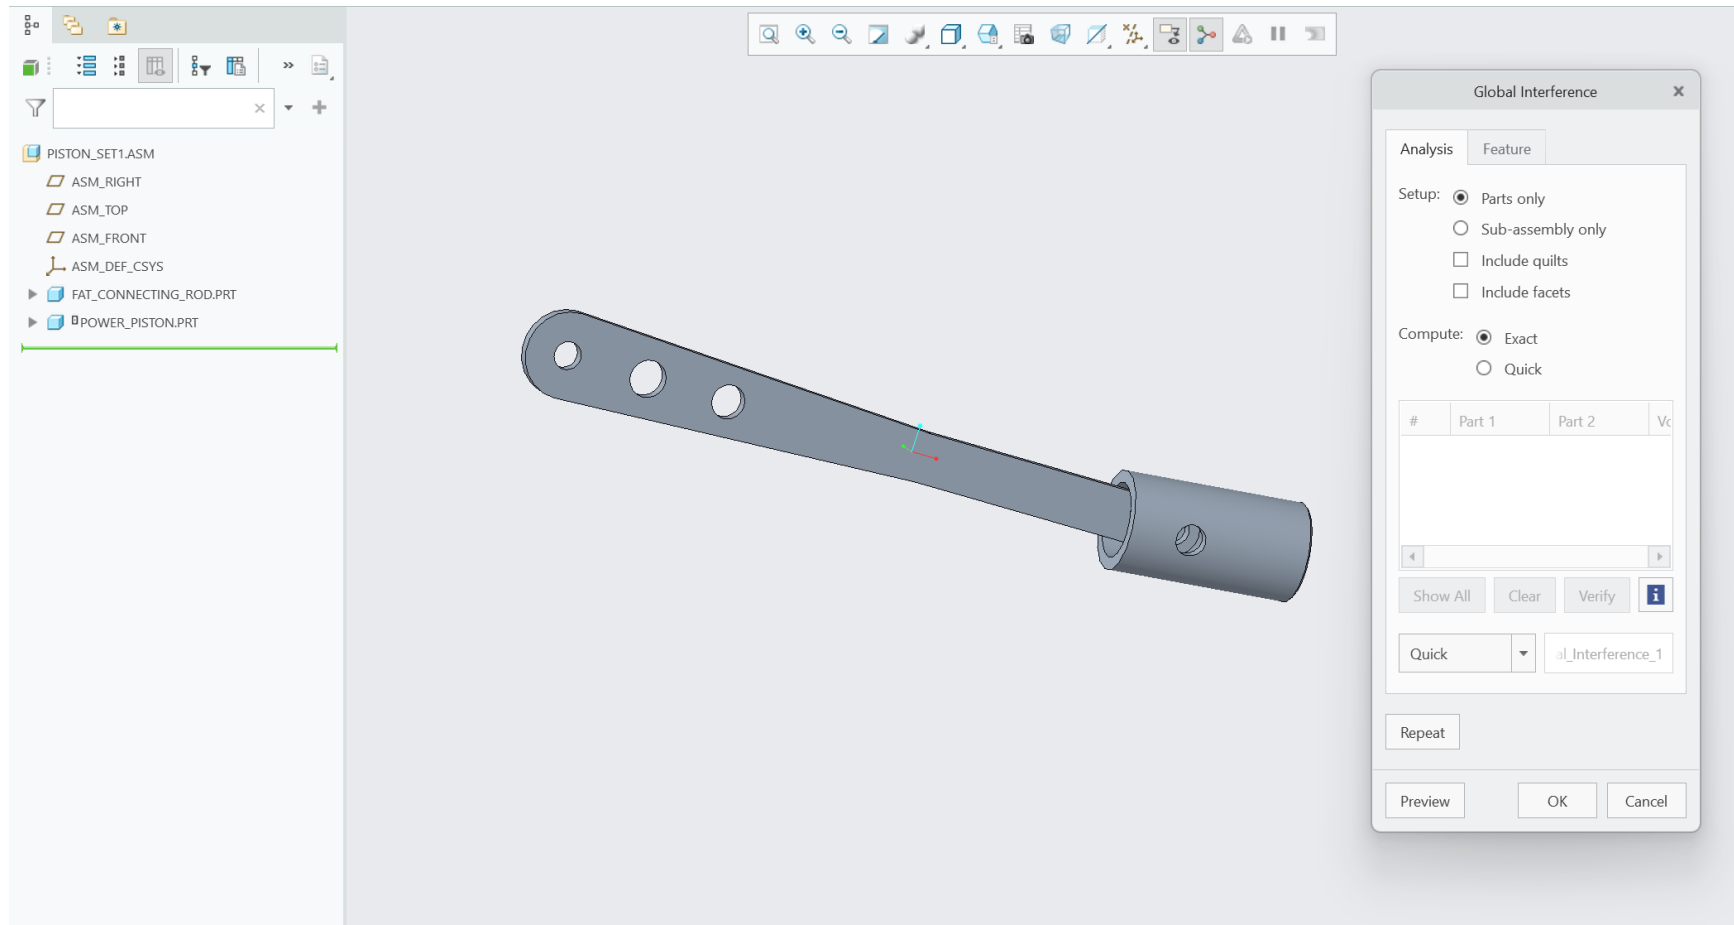 PISTON_SET1.ASM
ASM_RIGHT
ASM_TOP
ASM_FRONT
ASM_DEF_CSYS
FAT_CONNECTING_ROD.PRT
POWER_PISTON.PRT
Global Interference
Analysis Feature
Setup: Parts only
Sub-assembly only
Include quilts
Include facets
Compute: Exact
Quick
# Part 1 Part 2 Vc
Show All Clear Verify i
Quick al_Interference_1
Repeat
Preview OK Cancel